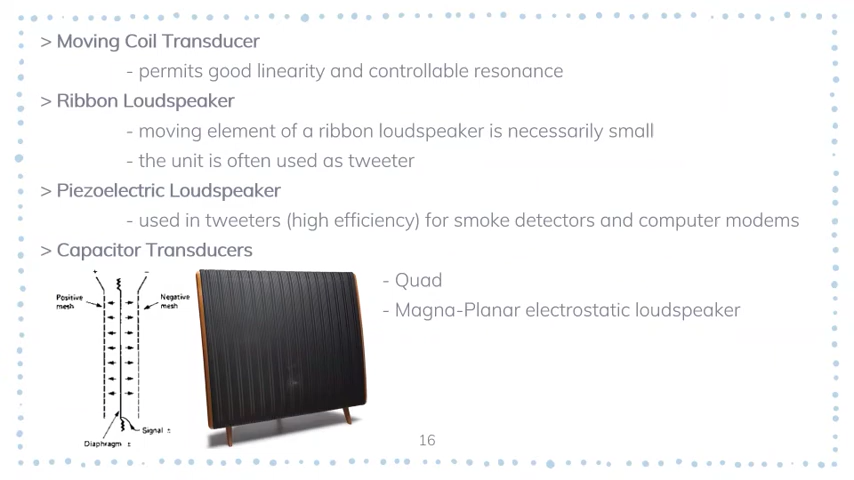 > Moving Coil Transducer
- permits good linearity and controllable resonance
> Ribbon Loudspeaker
- moving element of a ribbon loudspeaker is necessarily small
- the unit is often used as tweeter
> Piezoelectric Loudspeaker
- used in tweeters (high efficiency) for smoke detectors and computer modems
> Capacitor Transducers
+ −
Positive
mesh
Negative
mesh
Signal ±
Diaphragm ±
- Quad
- Magna-Planar electrostatic loudspeaker
16